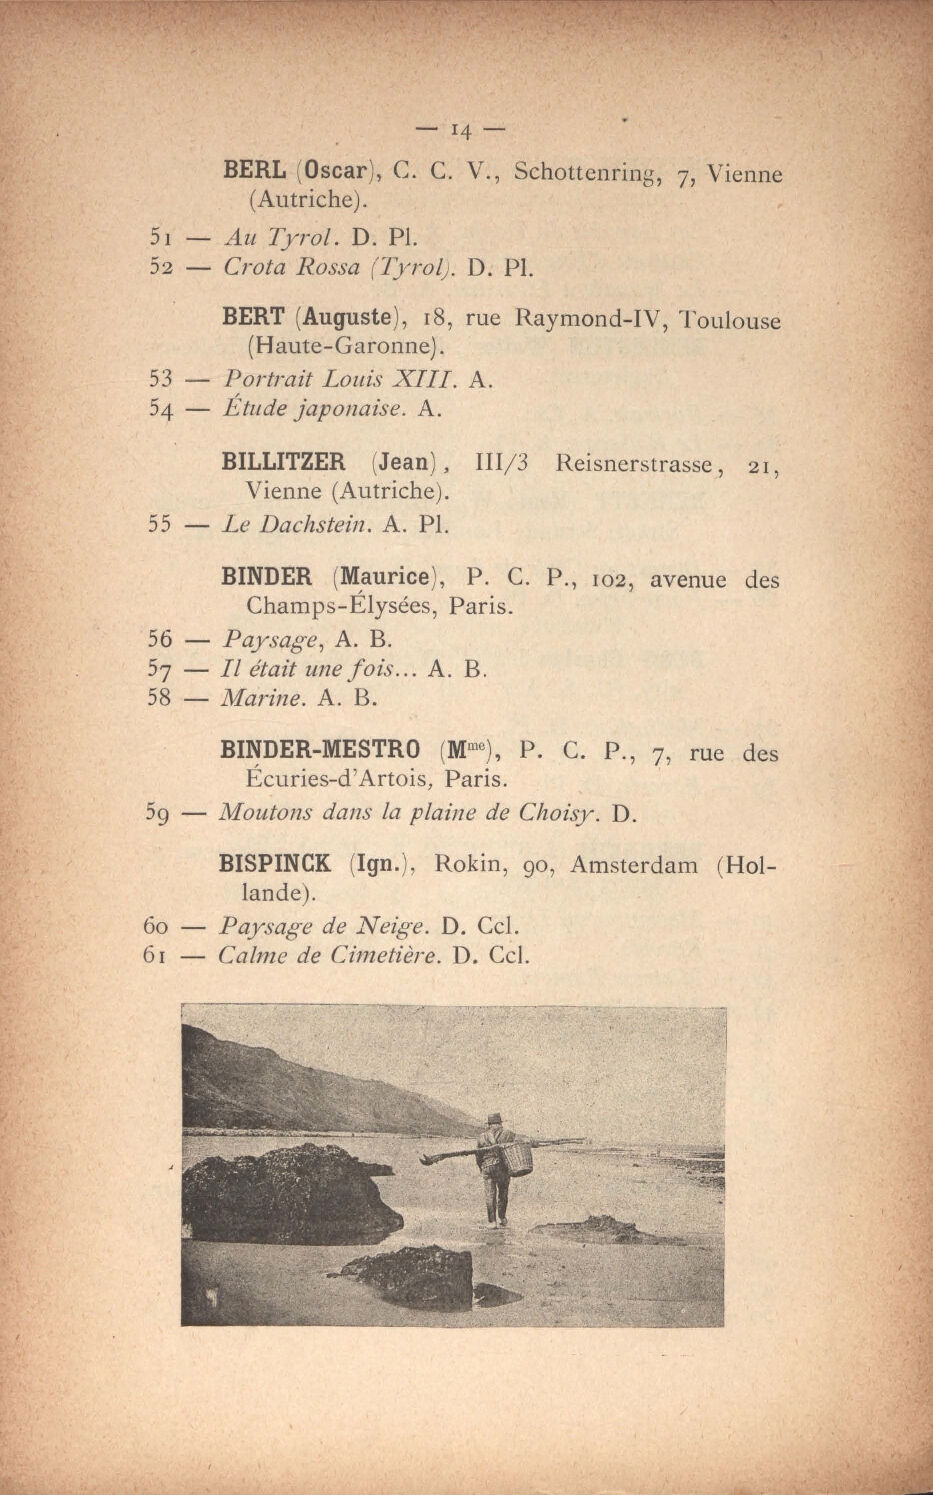 — 14 —
BERL (Oscar), C. C. V., Schottenring, 7, Vienne
(Autriche).
51 — Au Tyrol. D. Pl.
52 — Crota Rossa (Tyrol). D. Pl.
BERT (Auguste), 18, rue Raymond-IV, Toulouse
(Haute-Garonne).
53 — Portrait Louis XIII. A.
54 — Étude japonaise. A.
BILLITZER (Jean), III/3 Reisnerstrasse, 21,
Vienne (Autriche).
55 — Le Dachstein. A. Pl.
BINDER (Maurice), P. C. P., 102, avenue des
Champs-Élysées, Paris.
56 — Paysage, A. B.
57 — Il était une fois... A. B.
58 — Marine. A. B.
BINDER-MESTRO (Mme), P. C. P., 7, rue des
Écuries-d'Artois, Paris.
59 — Moutons dans la plaine de Choisy. D.
BISPINCK (Ign.), Rokin, 90, Amsterdam (Hol-
lande).
60 — Paysage de Neige. D. Ccl.
61 — Calme de Cimetière. D. Ccl.